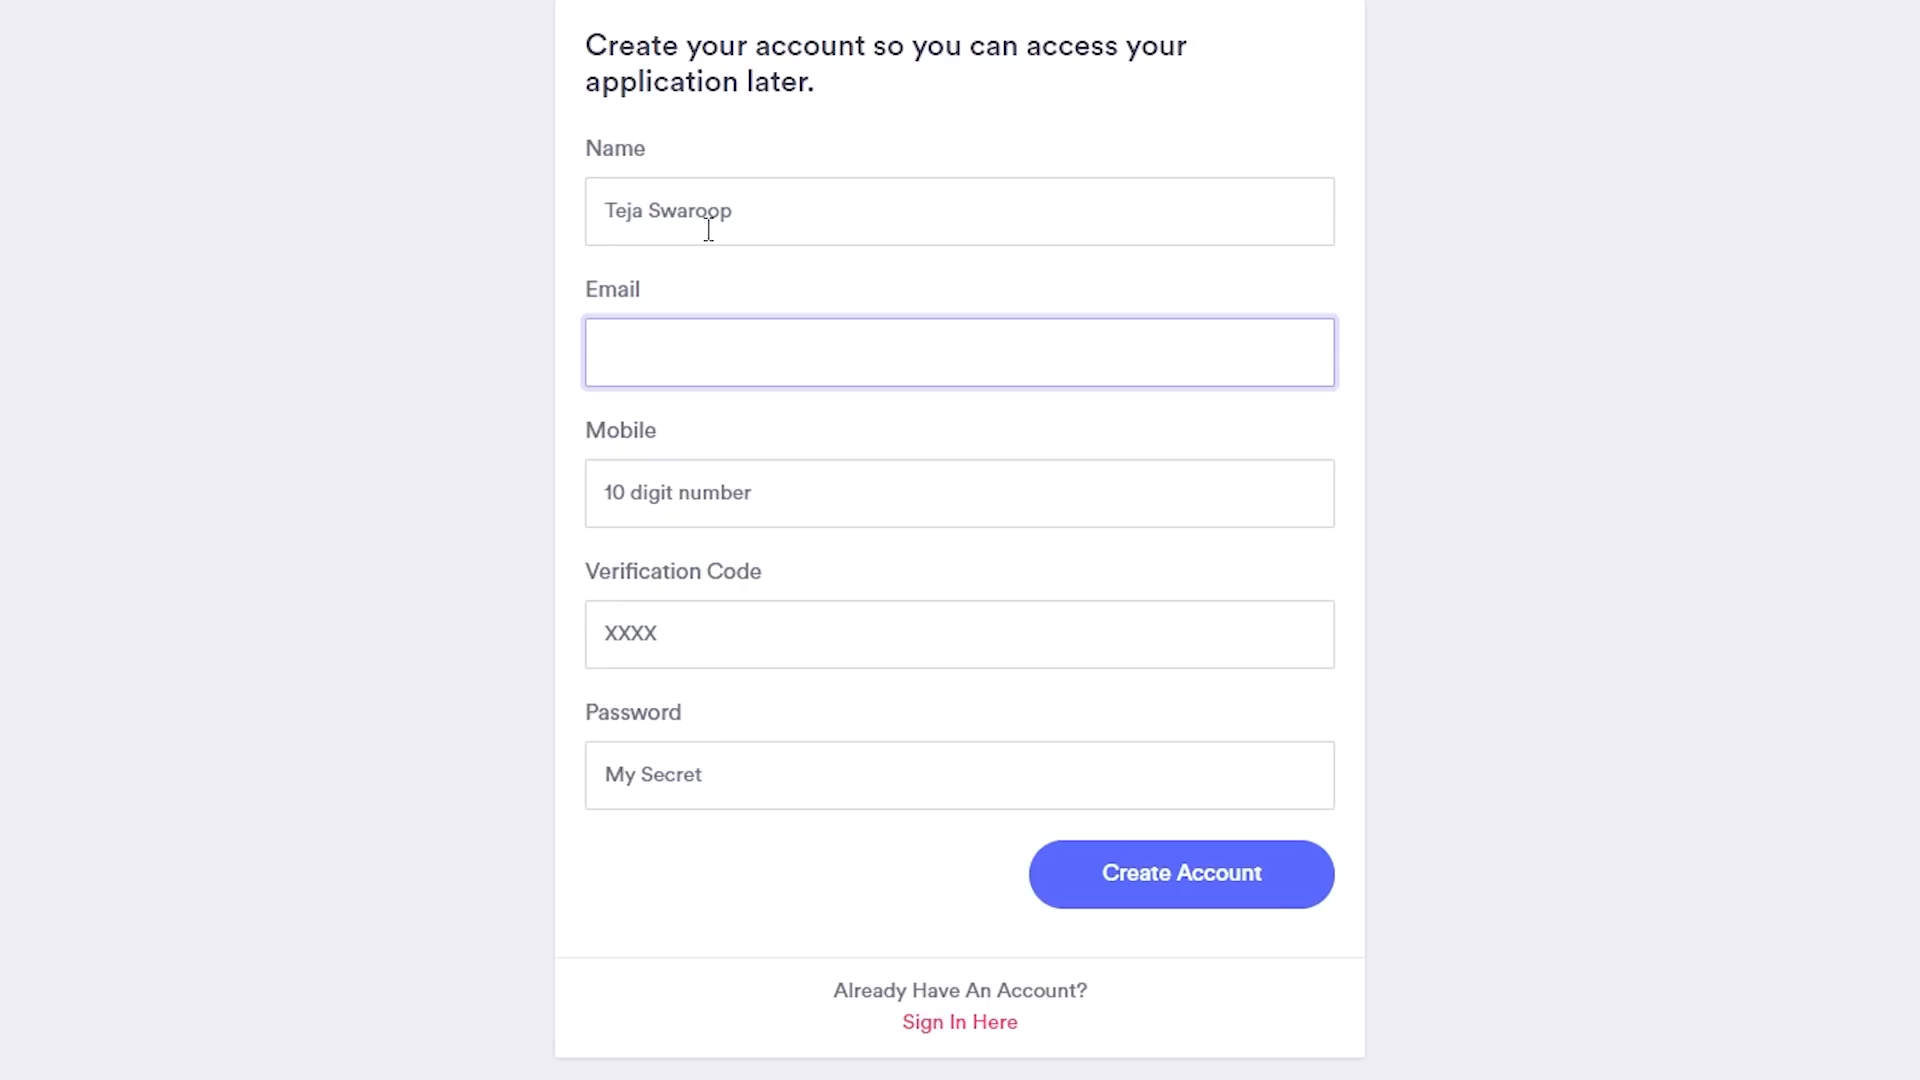 Create your account so you can access your
application later.
Name
Teja Swaroop
Email
Mobile
10 digit number
Verification Code
XXXX
Password
My Secret
Create Account
Already Have An Account?
Sign In Here